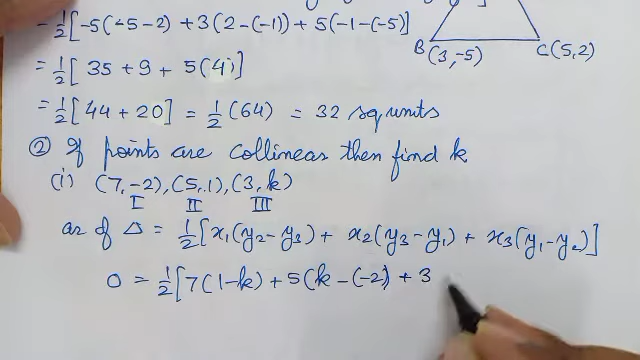 = 1/2[-5(-5-2) + 3(2-(-1)) + 5(-1-(-5)]
= 1/2[35 + 9 + 5(4)]
B(3,-5) C(5,2)
= 1/2[44 + 20] = 1/2(64) = 32 sq units
② If points are collinear then find k
(i) (7,-2), (5,1), (3,k)
I II III
ar of Δ = 1/2[x₁(y₂-y₃) + x₂(y₃-y₁) + x₃(y₁-y₂)]
0 = 1/2[7(1-k) + 5(k-(-2) + 3